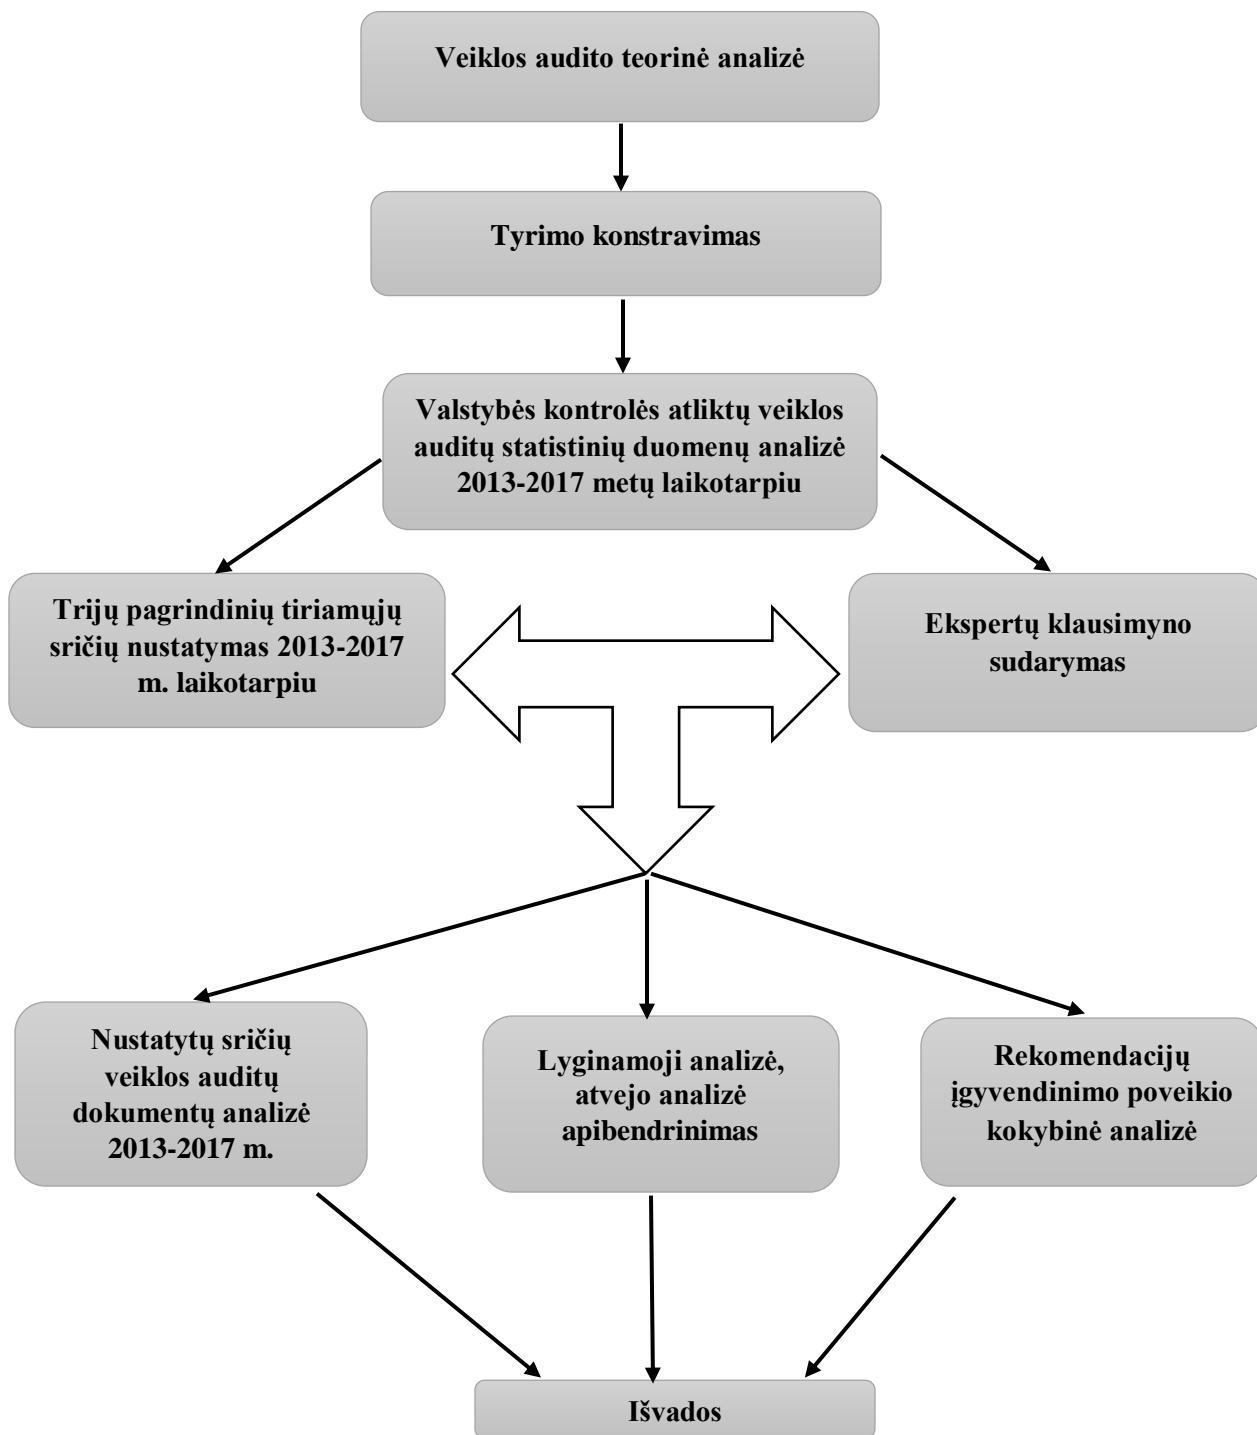 Veiklos audito teorinė analizė
Tyrimo konstravimas
Valstybės kontrolės atliktų veiklos
auditų statistinių duomenų analizė
2013-2017 metų laikotarpiu
Trijų pagrindinių tiriamųjų
sričių nustatymas 2013-2017
m. laikotarpiu
Ekspertų klausimyno
sudarymas
Nustatytų sričių
veiklos auditų
dokumentų analizė
2013-2017 m.
Lyginamoji analizė,
atvejo analizė
apibendrinimas
Rekomendacijų
įgyvendinimo poveikio
kokybinė analizė
Išvados